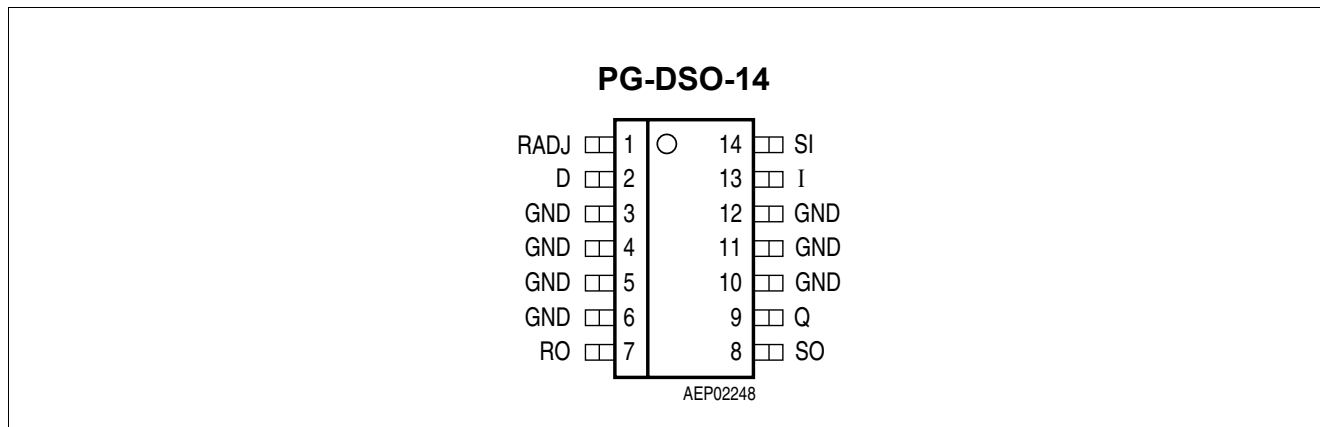 PG-DSO-14
RADJ 1 14 SI
D 2 13 I
GND 3 12 GND
GND 4 11 GND
GND 5 10 GND
GND 6 9 Q
RO 7 8 SO
AEP02248